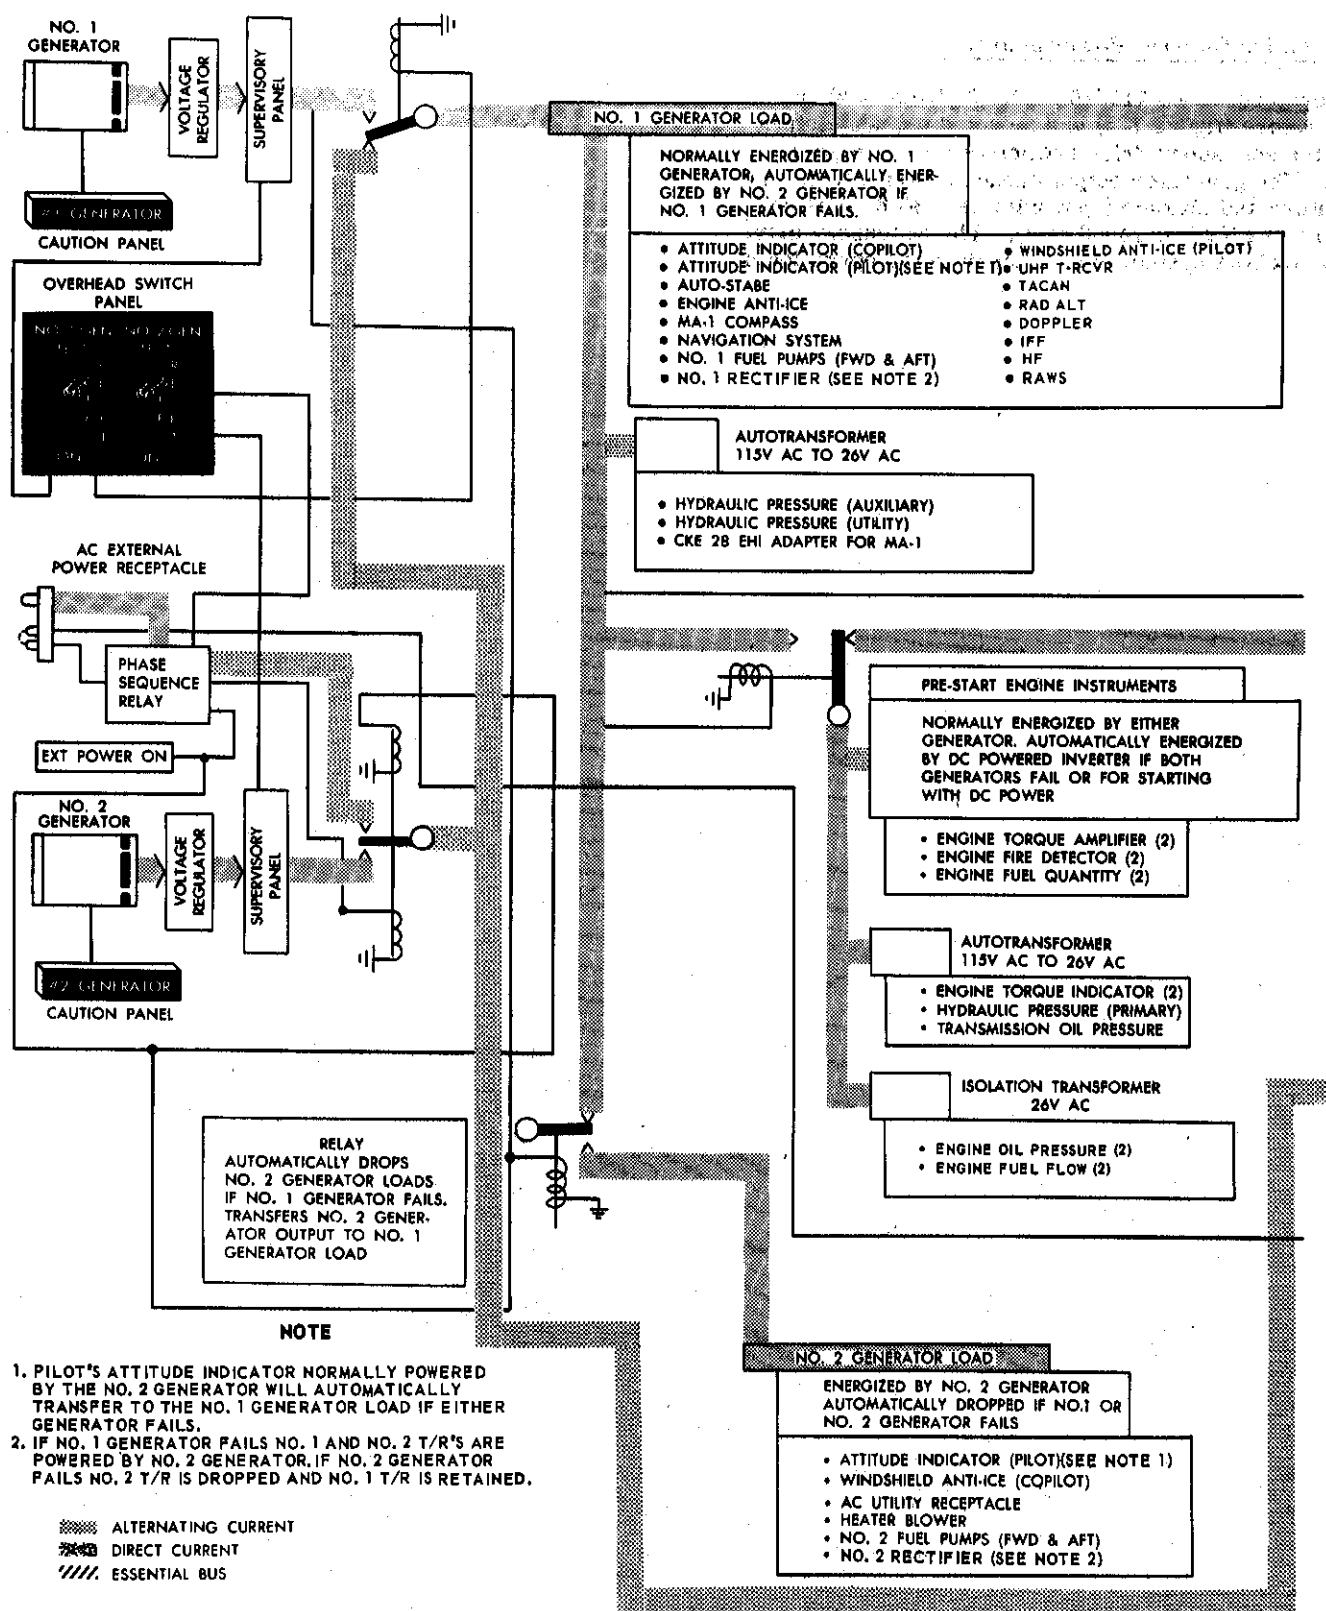 NO. 1
GENERATOR
VOLTAGE
REGULATOR
SUPERVISORY
PANEL
#1 GENERATOR
CAUTION PANEL
OVERHEAD SWITCH
PANEL
NO. 1 GEN NO. 2 GEN
ON
NO. 1 GENERATOR LOAD
NORMALLY ENERGIZED BY NO. 1
GENERATOR, AUTOMATICALLY ENER-
GIZED BY NO. 2 GENERATOR IF
NO. 1 GENERATOR FAILS.
• ATTITUDE INDICATOR (COPILOT)
• ATTITUDE INDICATOR (PILOT)(SEE NOTE 1)
• AUTO-STABE
• ENGINE ANTI-ICE
• MA-1 COMPASS
• NAVIGATION SYSTEM
• NO. 1 FUEL PUMPS (FWD & AFT)
• NO. 1 RECTIFIER (SEE NOTE 2)
• WINDSHIELD ANTI-ICE (PILOT)
• UHF T-RCVR
• TACAN
• RAD ALT
• DOPPLER
• IFF
• HF
• RAWS
AUTOTRANSFORMER
115V AC TO 26V AC
• HYDRAULIC PRESSURE (AUXILIARY)
• HYDRAULIC PRESSURE (UTILITY)
• CKE 2B EHI ADAPTER FOR MA-1
AC EXTERNAL
POWER RECEPTACLE
PHASE
SEQUENCE
RELAY
EXT POWER ON
NO. 2
GENERATOR
VOLTAGE
REGULATOR
SUPERVISORY
PANEL
#2 GENERATOR
CAUTION PANEL
PRE-START ENGINE INSTRUMENTS
NORMALLY ENERGIZED BY EITHER
GENERATOR. AUTOMATICALLY ENERGIZED
BY DC POWERED INVERTER IF BOTH
GENERATORS FAIL OR FOR STARTING
WITH DC POWER
• ENGINE TORQUE AMPLIFIER (2)
• ENGINE FIRE DETECTOR (2)
• ENGINE FUEL QUANTITY (2)
AUTOTRANSFORMER
115V AC TO 26V AC
• ENGINE TORQUE INDICATOR (2)
• HYDRAULIC PRESSURE (PRIMARY)
• TRANSMISSION OIL PRESSURE
ISOLATION TRANSFORMER
26V AC
• ENGINE OIL PRESSURE (2)
• ENGINE FUEL FLOW (2)
RELAY
AUTOMATICALLY DROPS
NO. 2 GENERATOR LOADS
IF NO. 1 GENERATOR FAILS.
TRANSFERS NO. 2 GENER-
ATOR OUTPUT TO NO. 1
GENERATOR LOAD
NO. 2 GENERATOR LOAD
ENERGIZED BY NO. 2 GENERATOR
AUTOMATICALLY DROPPED IF NO.1 OR
NO. 2 GENERATOR FAILS
• ATTITUDE INDICATOR (PILOT)(SEE NOTE 1)
• WINDSHIELD ANTI-ICE (COPILOT)
• AC UTILITY RECEPTACLE
• HEATER BLOWER
• NO. 2 FUEL PUMPS (FWD & AFT)
• NO. 2 RECTIFIER (SEE NOTE 2)
NOTE
1. PILOT'S ATTITUDE INDICATOR NORMALLY POWERED
BY THE NO. 2 GENERATOR WILL AUTOMATICALLY
TRANSFER TO THE NO. 1 GENERATOR LOAD IF EITHER
GENERATOR FAILS.
2. IF NO. 1 GENERATOR FAILS NO. 1 AND NO. 2 T/R'S ARE
POWERED BY NO. 2 GENERATOR. IF NO. 2 GENERATOR
FAILS NO. 2 T/R IS DROPPED AND NO. 1 T/R IS RETAINED.
ALTERNATING CURRENT
DIRECT CURRENT
ESSENTIAL BUS